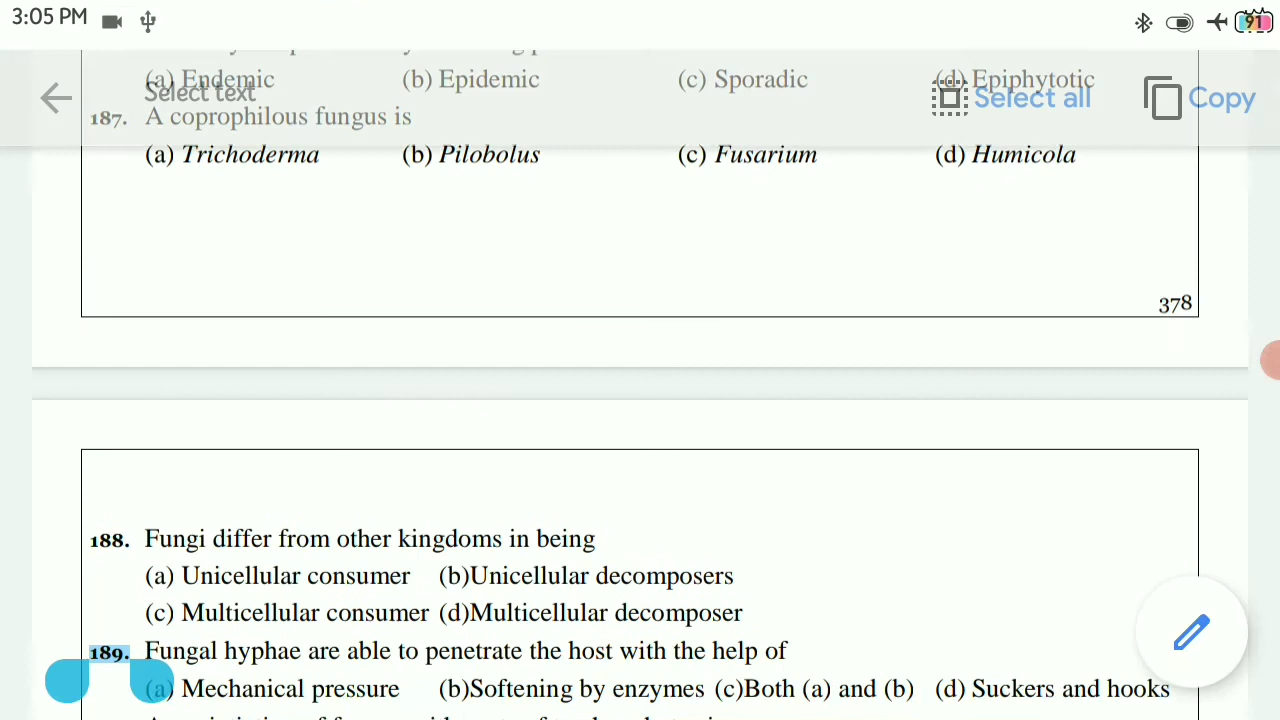 3:05 PM
91
(a) Endemic (b) Epidemic (c) Sporadic (d) Epiphytotic
Select text
Select all
Copy
187. A coprophilous fungus is
(a) Trichoderma (b) Pilobolus (c) Fusarium (d) Humicola
378
188. Fungi differ from other kingdoms in being
(a) Unicellular consumer (b)Unicellular decomposers
(c) Multicellular consumer (d)Multicellular decomposer
189. Fungal hyphae are able to penetrate the host with the help of
(a) Mechanical pressure (b)Softening by enzymes (c)Both (a) and (b) (d) Suckers and hooks